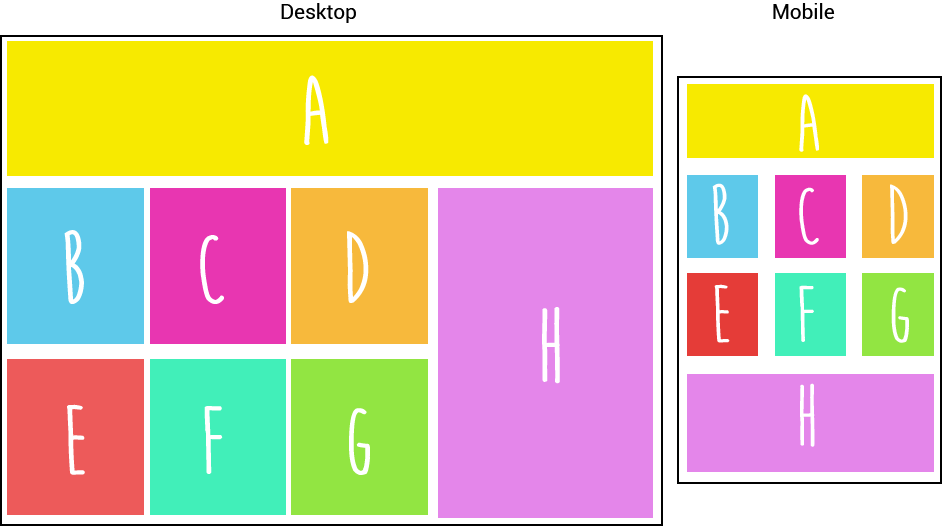 Desktop
A
B C D
H
E F G
Mobile
A
B C D
E F G
H